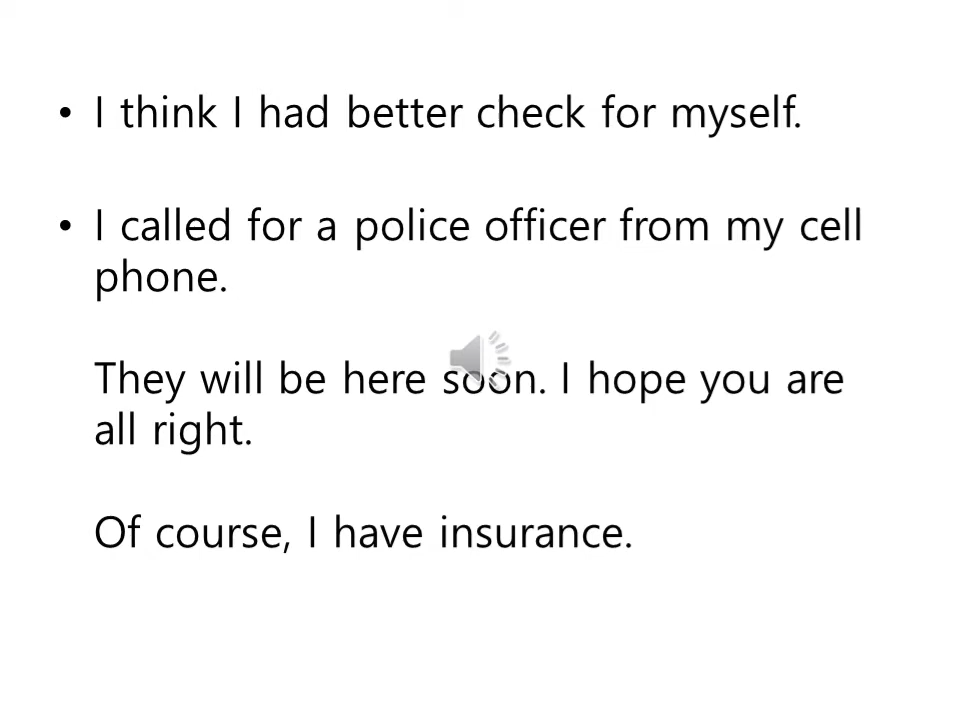 • I think I had better check for myself.
• I called for a police officer from my cell
phone.
They will be here soon. I hope you are
all right.
Of course, I have insurance.